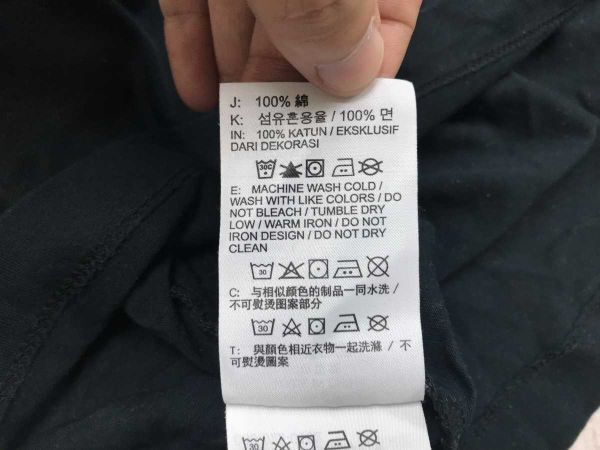 J: 100% 綿
K: 섬유혼용율 / 100% 면
IN: 100% KATUN / EKSKLUSIF
DARI DEKORASI
30C
E: MACHINE WASH COLD /
WASH WITH LIKE COLORS / DO
NOT BLEACH / TUMBLE DRY
LOW / WARM IRON / DO NOT
IRON DESIGN / DO NOT DRY
CLEAN
30
C: 与相似颜色的制品一同水洗 /
不可熨烫图案部分
30
T: 與顏色相近衣物一起洗滌 / 不
可熨燙圖案